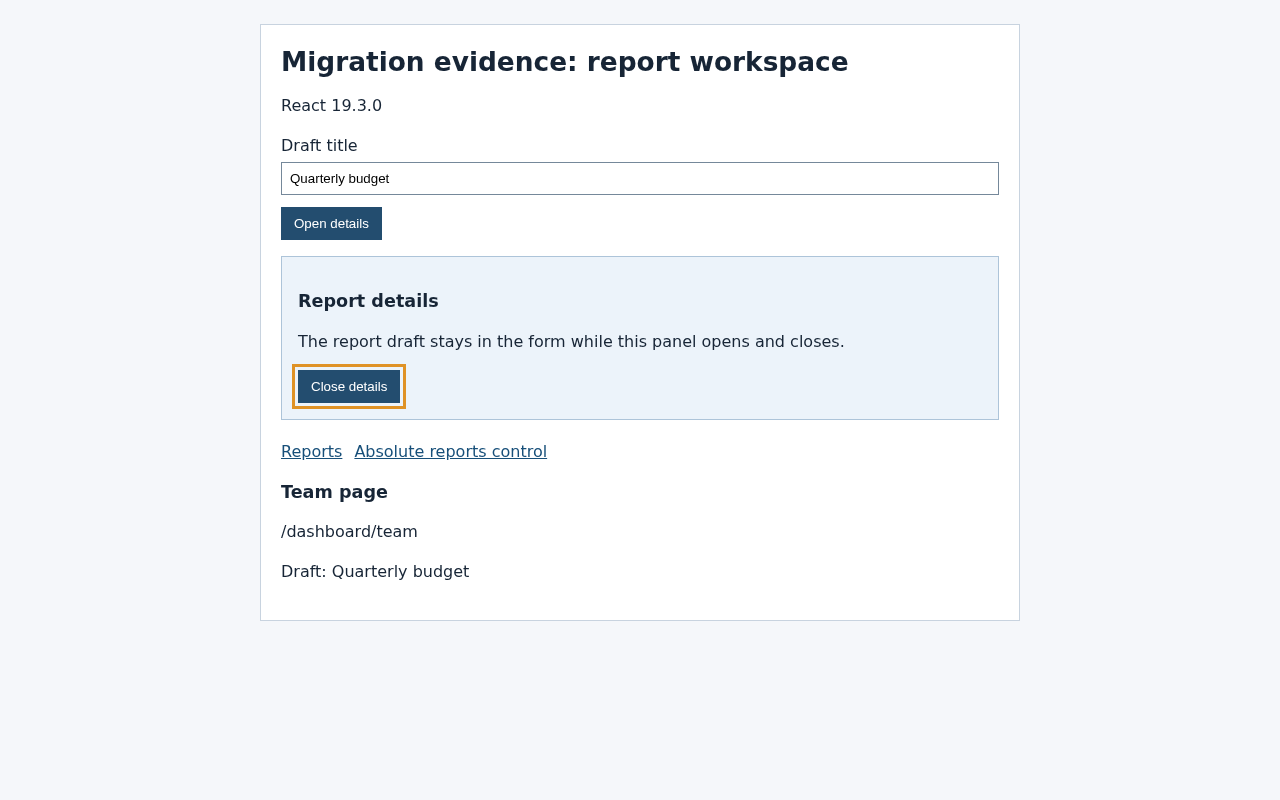 Migration evidence: report workspace
React 19.3.0
Draft title
Quarterly budget
Open details
Report details
The report draft stays in the form while this panel opens and closes.
Close details
Reports Absolute reports control
Team page
/dashboard/team
Draft: Quarterly budget